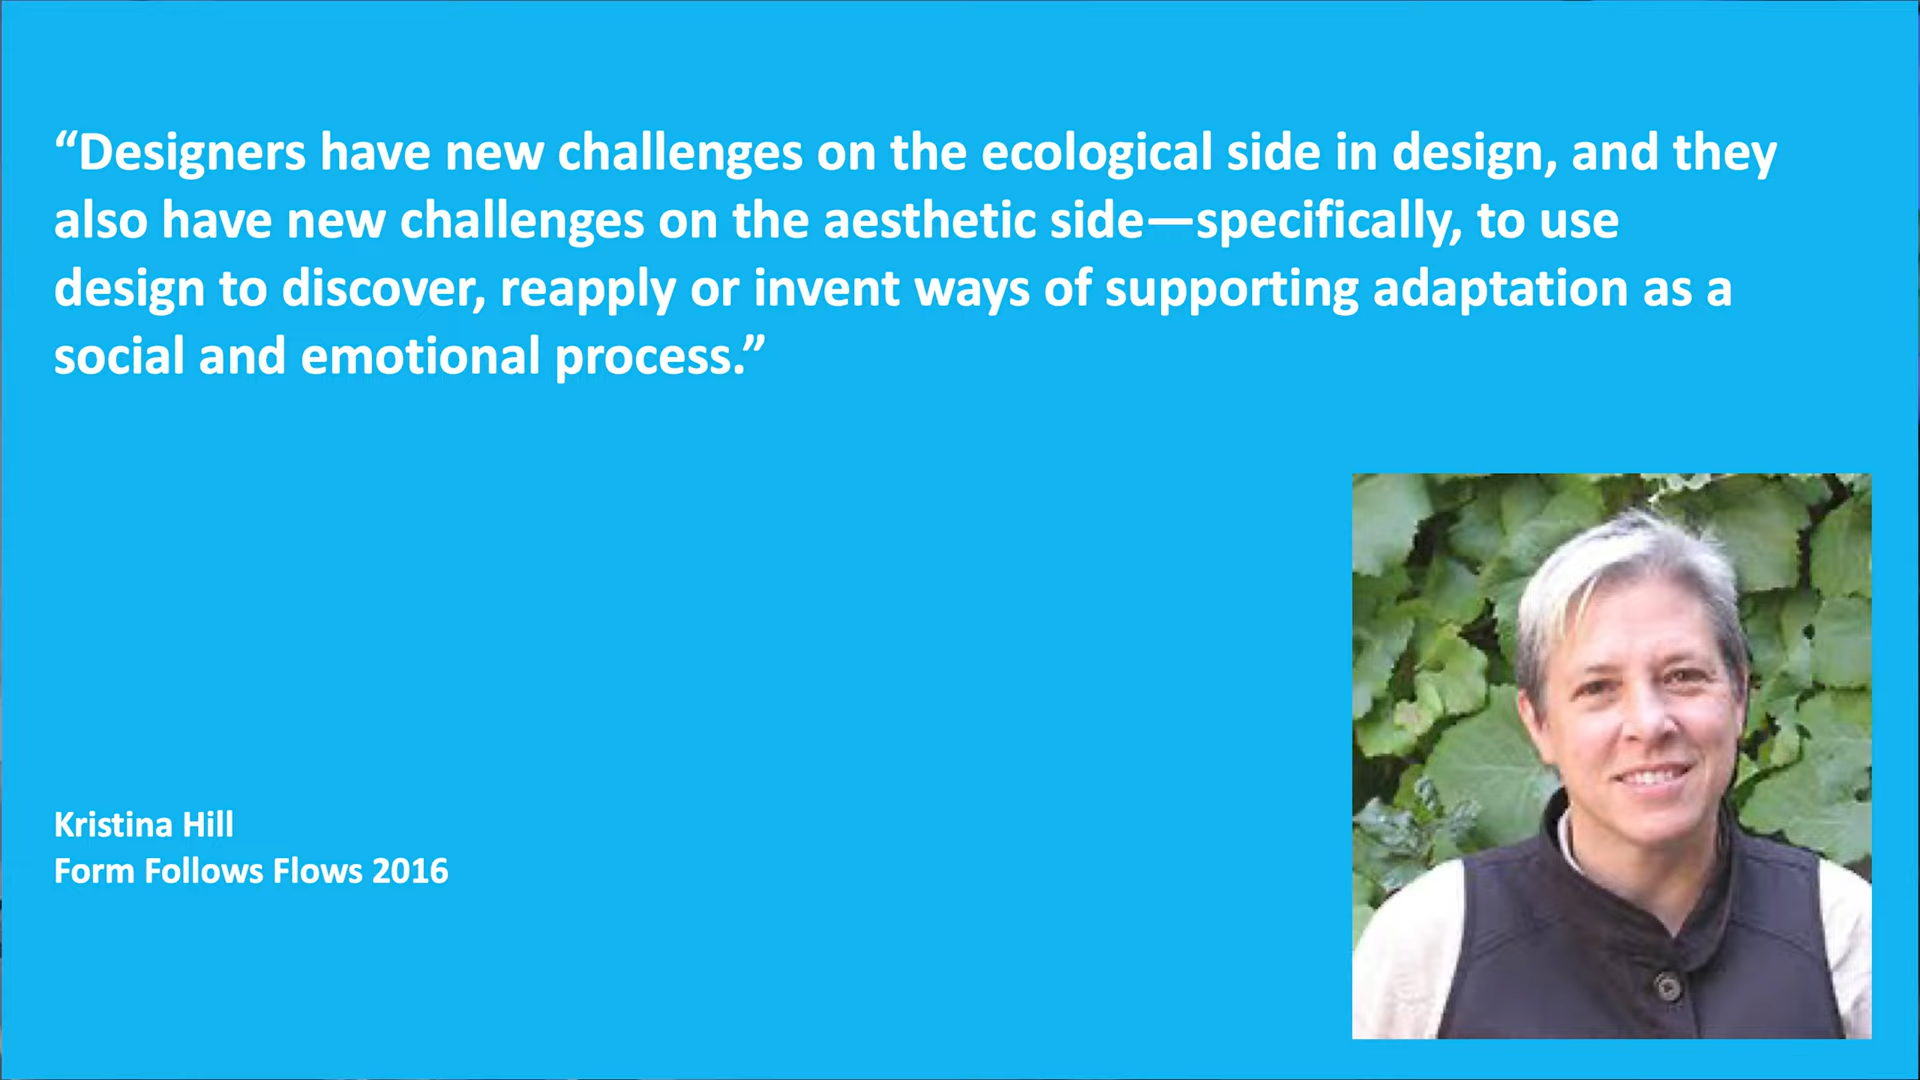 “Designers have new challenges on the ecological side in design, and they
also have new challenges on the aesthetic side—specifically, to use
design to discover, reapply or invent ways of supporting adaptation as a
social and emotional process.”
Kristina Hill
Form Follows Flows 2016